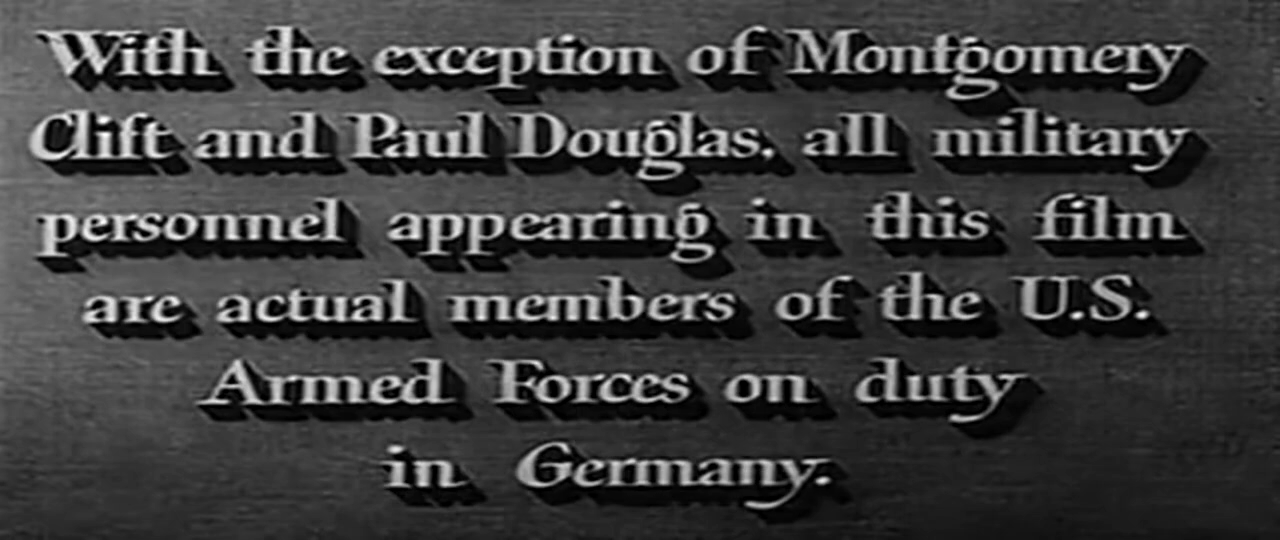 With the exception of Montgomery
Clift and Paul Douglas, all military
personnel appearing in this film
are actual members of the U.S.
Armed Forces on duty
in Germany.